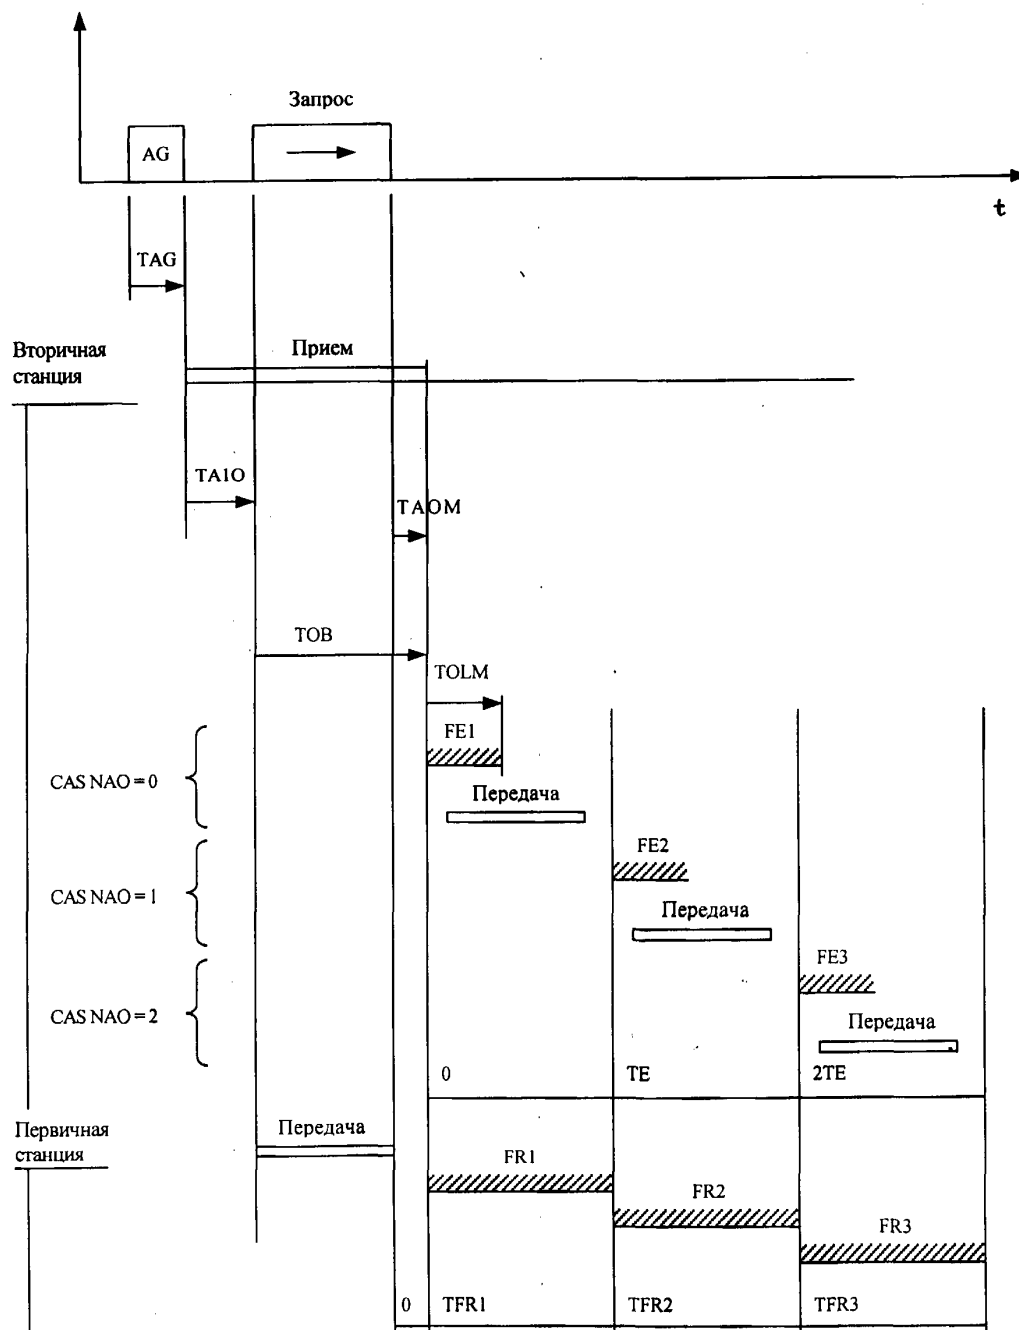 Запрос
AG
t
TAG
Вторичная
станция
Прием
TA1O
TAOM
TOB
TOLM
FE1
CAS NAO = 0
Передача
FE2
CAS NAO = 1
Передача
FE3
CAS NAO = 2
Передача
0
TE
2TE
Первичная
станция
Передача
FR1
FR2
FR3
0
TFR1
TFR2
TFR3